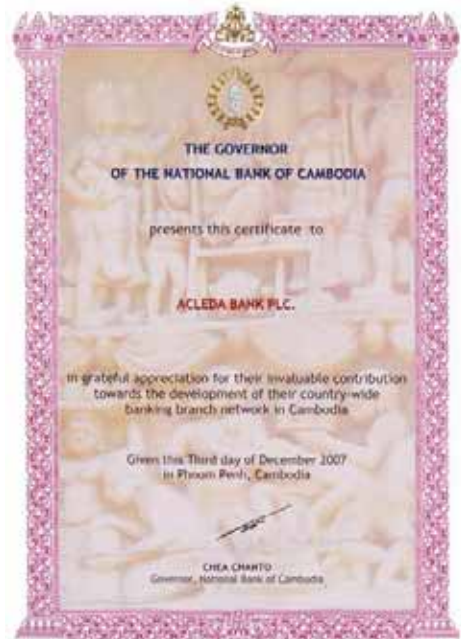 THE GOVERNOR
OF THE NATIONAL BANK OF CAMBODIA
presents this certificate to
ACLEDA BANK PLC.
in grateful appreciation for their invaluable contribution
towards the development of their country-wide
banking branch network in Cambodia
Given this Third day of December 2007
in Phnom Penh, Cambodia
CHEA CHANTO
Governor, National Bank of Cambodia